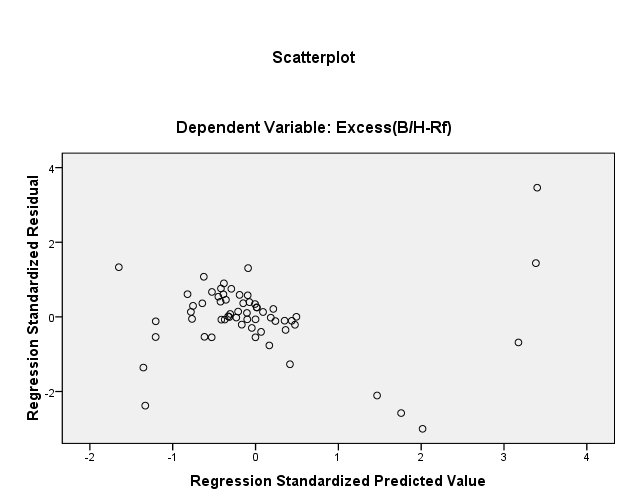 Scatterplot
Dependent Variable: Excess(B/H-Rf)
Regression Standardized Residual
4
2
0
-2
-2
-1
0
1
2
3
4
Regression Standardized Predicted Value